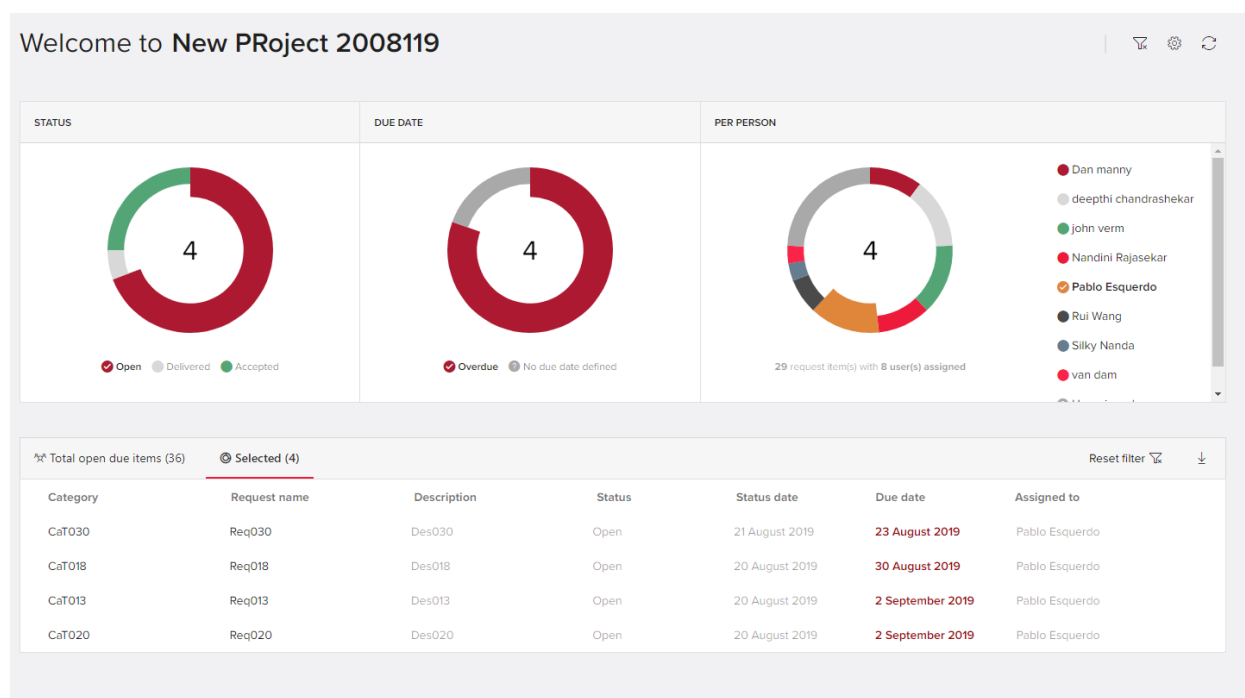 Welcome to New PRoject 2008119
STATUS
DUE DATE
PER PERSON
4
Open Delivered Accepted
4
Overdue ? No due date defined
4
29 request item(s) with 8 user(s) assigned
Dan manny
deepthi chandrashekar
john verm
Nandini Rajasekar
Pablo Esquerdo
Rui Wang
Silky Nanda
van dam
Total open due items (36) Selected (4) Reset filter
Category Request name Description Status Status date Due date Assigned to
CaT030 Req030 Des030 Open 21 August 2019 23 August 2019 Pablo Esquerdo
CaT018 Req018 Des018 Open 20 August 2019 30 August 2019 Pablo Esquerdo
CaT013 Req013 Des013 Open 20 August 2019 2 September 2019 Pablo Esquerdo
CaT020 Req020 Des020 Open 20 August 2019 2 September 2019 Pablo Esquerdo